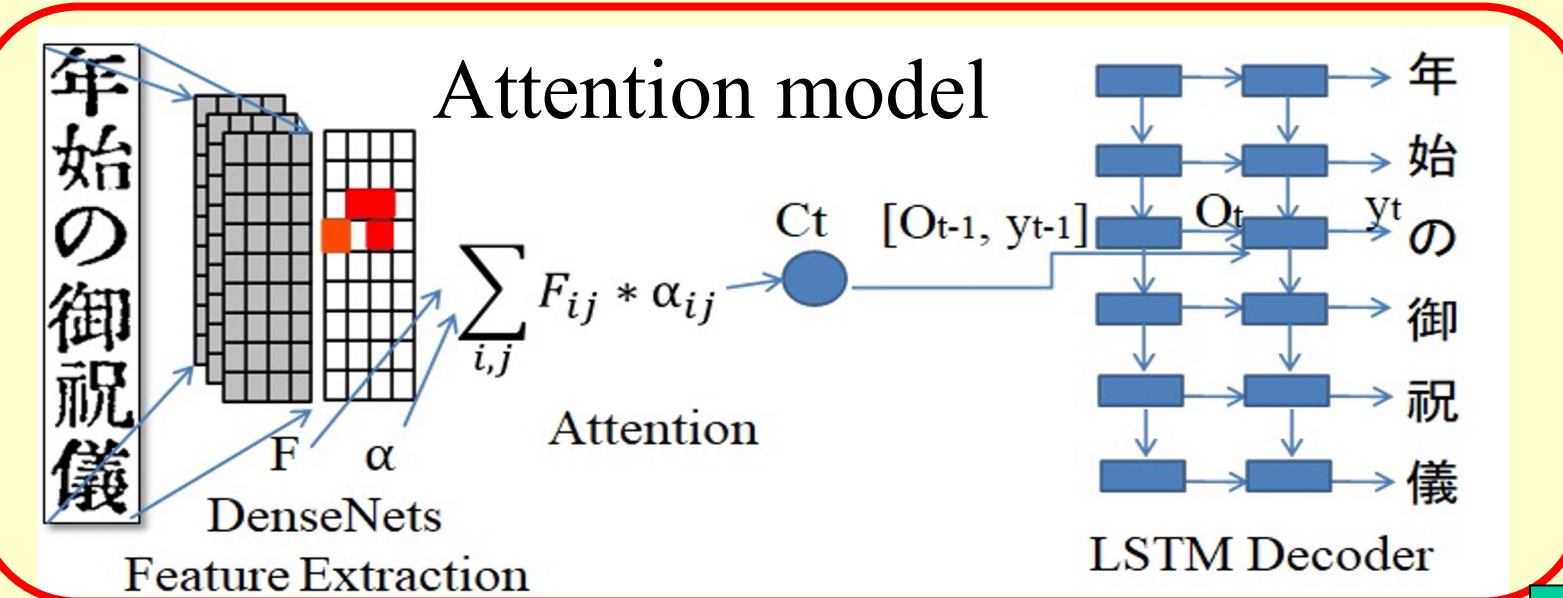 Attention model
年始の御祝儀
F
α
DenseNets
Feature Extraction
∑i,j Fij * αij
Attention
Ct
[Ot-1, yt-1]
Ot
yt
年
始
の
御
祝
儀
LSTM Decoder